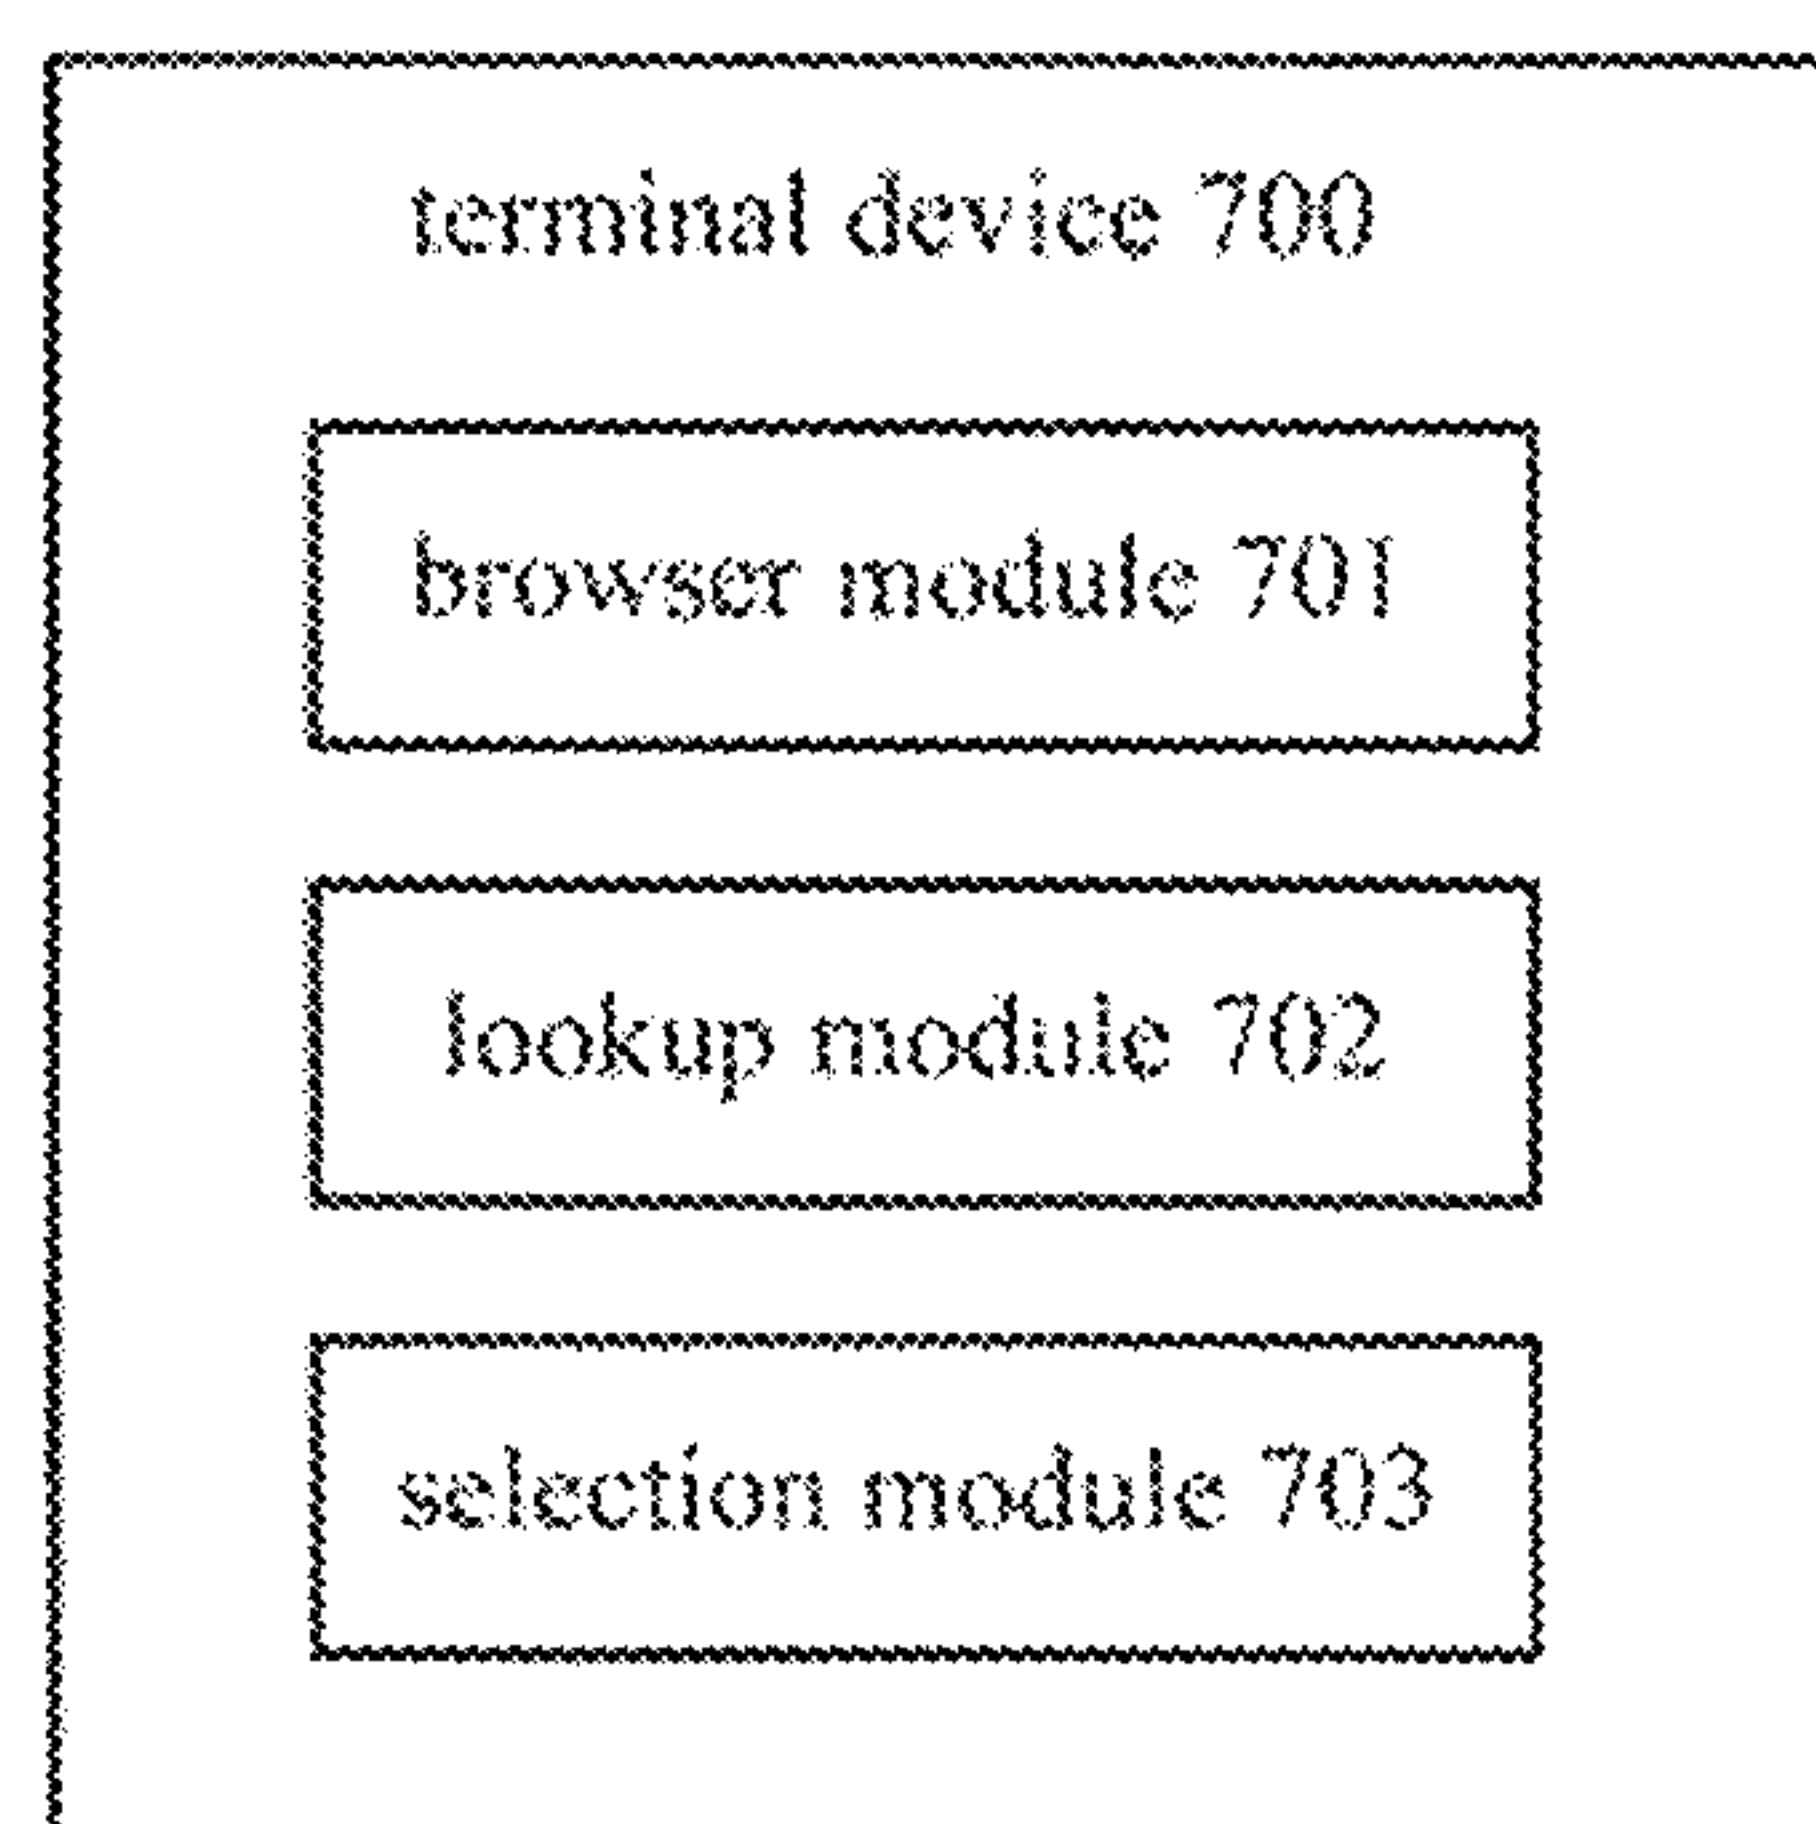 terminal device 700
browser module 701
lookup module 702
selection module 703